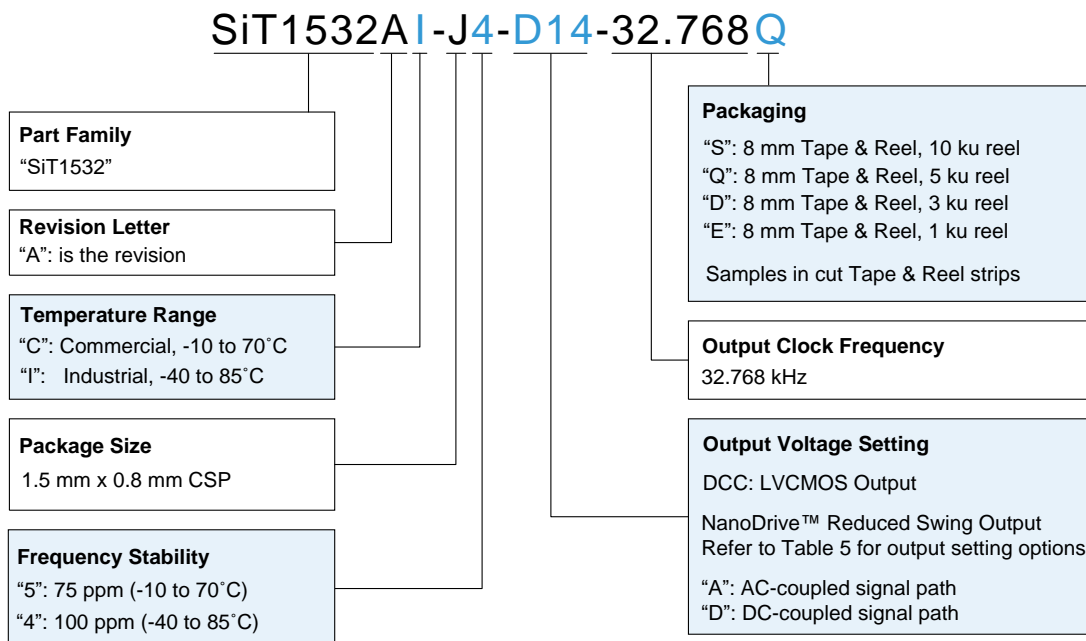 SiT1532AI-J4-D14-32.768Q
Part Family
“SiT1532”
Revision Letter
“A”: is the revision
Temperature Range
“C”: Commercial, -10 to 70˚C
“I”: Industrial, -40 to 85˚C
Package Size
1.5 mm x 0.8 mm CSP
Frequency Stability
“5”: 75 ppm (-10 to 70˚C)
“4”: 100 ppm (-40 to 85˚C)
Packaging
“S”: 8 mm Tape & Reel, 10 ku reel
“Q”: 8 mm Tape & Reel, 5 ku reel
“D”: 8 mm Tape & Reel, 3 ku reel
“E”: 8 mm Tape & Reel, 1 ku reel
Samples in cut Tape & Reel strips
Output Clock Frequency
32.768 kHz
Output Voltage Setting
DCC: LVCMOS Output
NanoDrive™ Reduced Swing Output
Refer to Table 5 for output setting options
“A”: AC-coupled signal path
“D”: DC-coupled signal path